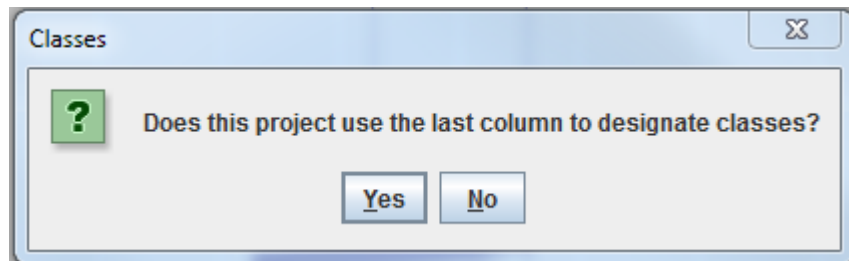 Classes
?
Does this project use the last column to designate classes?
Yes No